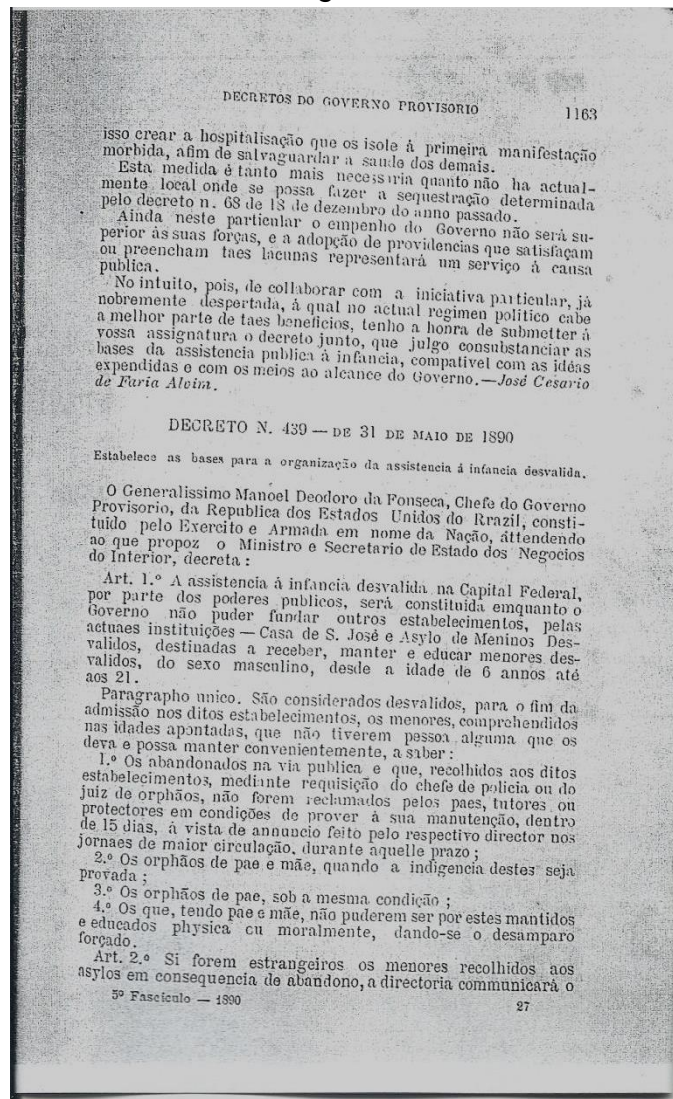 DECRETOS DO GOVERNO PROVISORIO 1163
isso crear a hospitalisação que os isole á primeira manifestação
morbida, afim de salvaguardar a saude dos demais.
Esta medida é tanto mais necessaria quanto não ha actual-
mente local onde se possa fazer a sequestração determinada
pelo decreto n. 68 de 18 de dezembro do anno passado.
Ainda neste particular o empenho do Governo não será su-
perior ás suas forças, e a adopção de providencias que satisfaçam
ou preencham taes lacunas representará um serviço á causa
publica.
No intuito, pois, de collaborar com a iniciativa particular, já
nobremente despertada, á qual no actual regimen politico cabe
a melhor parte de taes beneficios, tenho a honra de submetter á
vossa assignatura o decreto junto, que julgo consubstanciar as
bases da assistencia publica á infancia, compativel com as idéas
expendidas e com os meios ao alcance do Governo.—José Cesario
de Faria Alvim.
DECRETO N. 439 — DE 31 DE MAIO DE 1890
Estabelece as bases para a organização da assistencia á infancia desvalida.
O Generalissimo Manoel Deodoro da Fonseca, Chefe do Governo
Provisorio, da Republica dos Estados Unidos do Rrazil, consti-
tuido pelo Exercito e Armada em nome da Nação, attendendo
ao que propoz o Ministro e Secretario de Estado dos Negocios
do Interior, decreta :
Art. 1.º A assistencia á infancia desvalida na Capital Federal,
por parte dos poderes publicos, será constituida emquanto o
Governo não puder fundar outros estabelecimentos, pelas
actuaes instituições — Casa de S. José e Asylo de Meninos Des-
validos, destinadas a receber, manter e educar menores des-
validos, do sexo masculino, desde a idade de 6 annos até
aos 21.
Paragrapho unico. São considerados desvalidos, para o fim da
admissão nos ditos estabelecimentos, os menores, comprehendidos
nas idades apontadas, que não tiverem pessoa alguma que os
deva e possa manter convenientemente, a saber :
1.º Os abandonados na via publica e que, recolhidos aos ditos
estabelecimentos, mediante requisição do chefe de policia ou do
juiz de orphãos, não forem reclamados pelos paes, tutores ou
protectores em condições de prover á sua manutenção, dentro
de 15 dias, á vista de annuncio feito pelo respectivo director nos
jornaes de maior circulação, durante aquelle prazo ;
2.º Os orphãos de pae e mãe, quando a indigencia destes seja
provada ;
3.º Os orphãos de pae, sob a mesma condição ;
4.º Os que, tendo pae e mãe, não puderem ser por estes mantidos
e educados physica cu moralmente, dando-se o desamparo
forçado.
Art. 2.º Si forem estrangeiros os menores recolhidos aos
asylos em consequencia de abandono, a directoria communicará o
5º Fasciculo — 1890 27